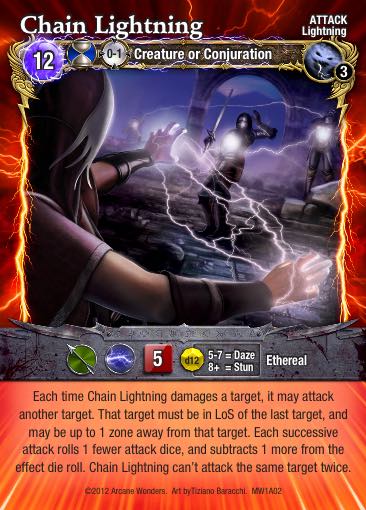 Chain Lightning
ATTACK
Lightning
12
0-1
Creature or Conjuration
3
5
d12
5-7 = Daze
8+ = Stun
Ethereal
Each time Chain Lightning damages a target, it may attack
another target. That target must be in LoS of the last target, and
may be up to 1 zone away from that target. Each successive
attack rolls 1 fewer attack dice, and subtracts 1 more from the
effect die roll. Chain Lightning can't attack the same target twice.
©2012 Arcane Wonders. Art byTiziano Baracchi. MW1A02